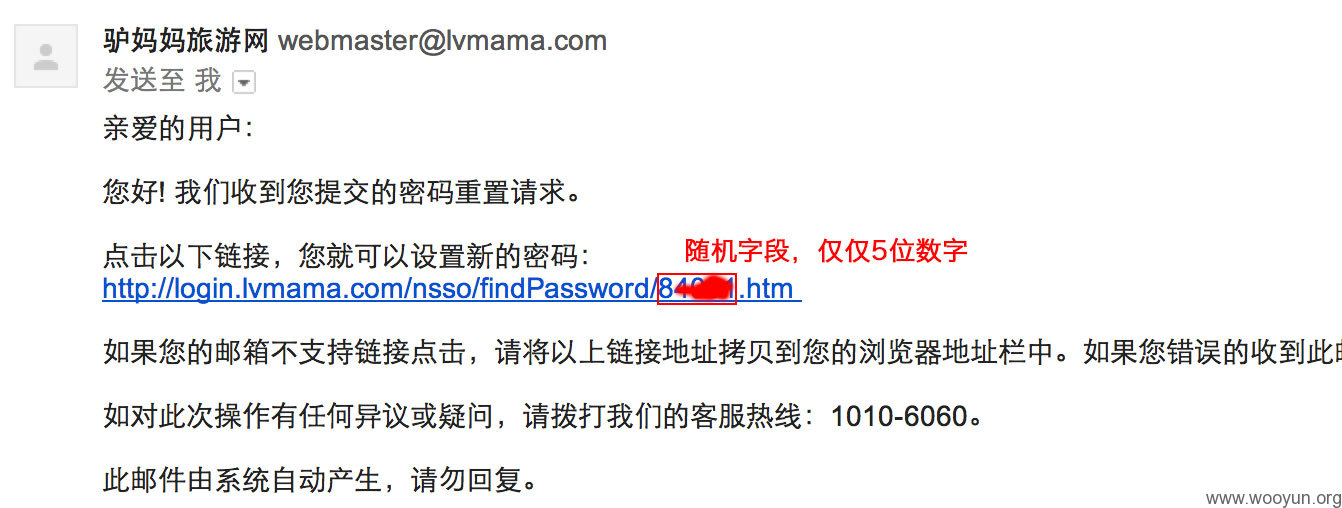 驴妈妈旅游网 webmaster@lvmama.com
发送至 我
亲爱的用户：
您好! 我们收到您提交的密码重置请求。
点击以下链接，您就可以设置新的密码：
随机字段，仅仅5位数字
http://login.lvmama.com/nsso/findPassword/84 1.htm
如果您的邮箱不支持链接点击，请将以上链接地址拷贝到您的浏览器地址栏中。如果您错误的收到此
如对此次操作有任何异议或疑问，请拨打我们的客服热线：1010-6060。
此邮件由系统自动产生，请勿回复。
www.wooyun.org